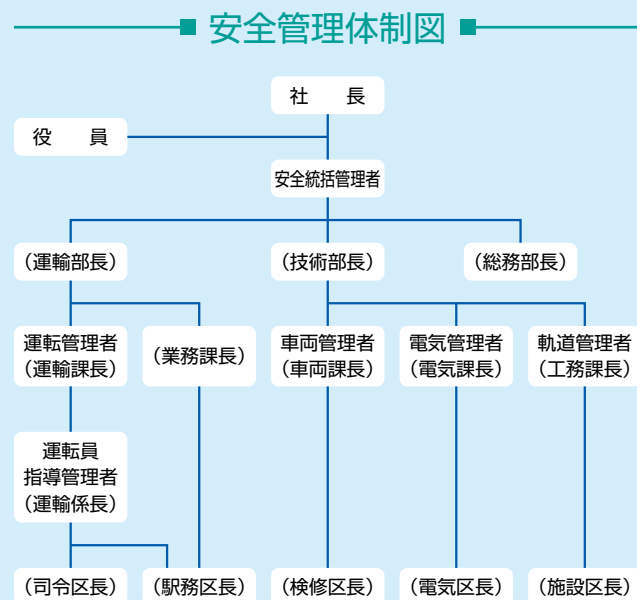 安全管理体制図
社　長
役　員
安全統括管理者
（運輸部長）
（技術部長）
（総務部長）
運転管理者
（運輸課長）
（業務課長）
車両管理者
（車両課長）
電気管理者
（電気課長）
軌道管理者
（工務課長）
運転員
指導管理者
（運輸係長）
（司令区長）
（駅務区長）
（検修区長）
（電気区長）
（施設区長）